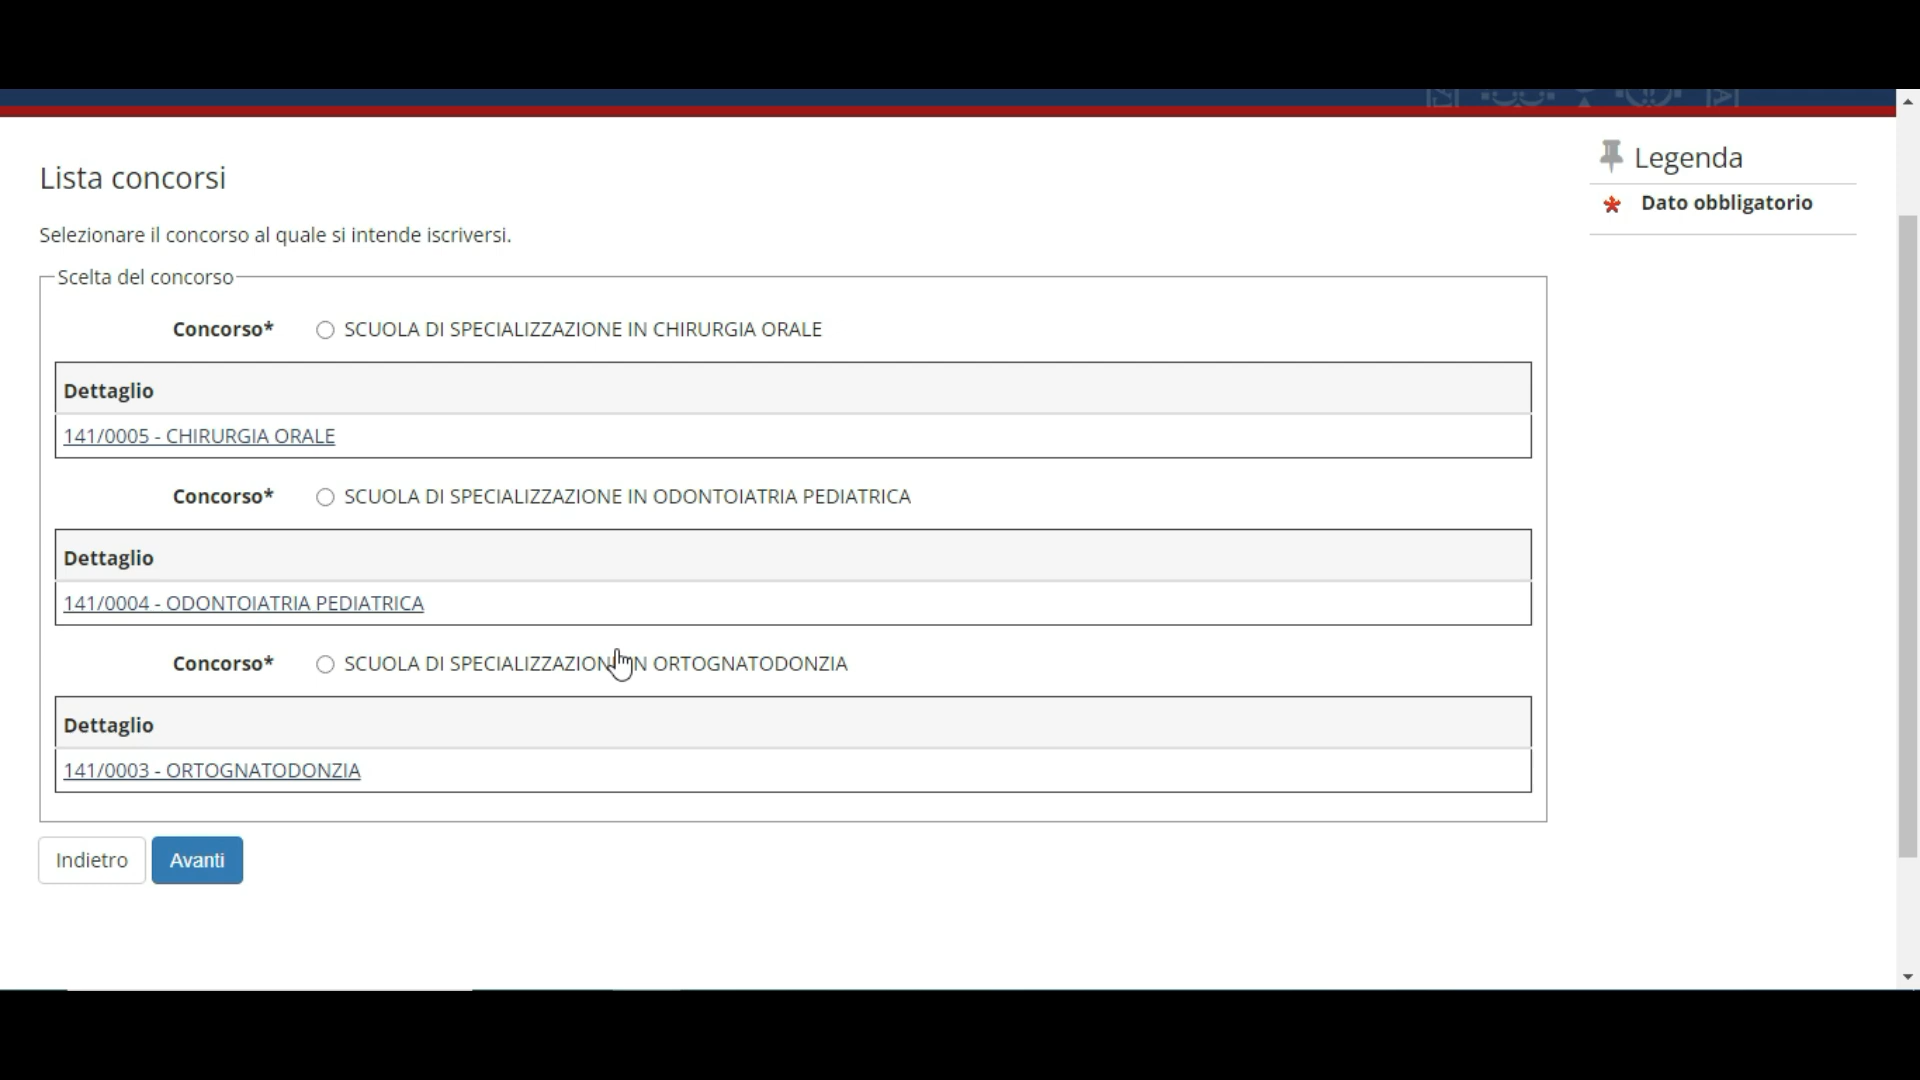 Lista concorsi
Legenda
* Dato obbligatorio
Selezionare il concorso al quale si intende iscriversi.
Scelta del concorso
Concorso* SCUOLA DI SPECIALIZZAZIONE IN CHIRURGIA ORALE
Dettaglio
141/0005 - CHIRURGIA ORALE
Concorso* SCUOLA DI SPECIALIZZAZIONE IN ODONTOIATRIA PEDIATRICA
Dettaglio
141/0004 - ODONTOIATRIA PEDIATRICA
Concorso* SCUOLA DI SPECIALIZZAZIONE IN ORTOGNATODONZIA
Dettaglio
141/0003 - ORTOGNATODONZIA
Indietro Avanti